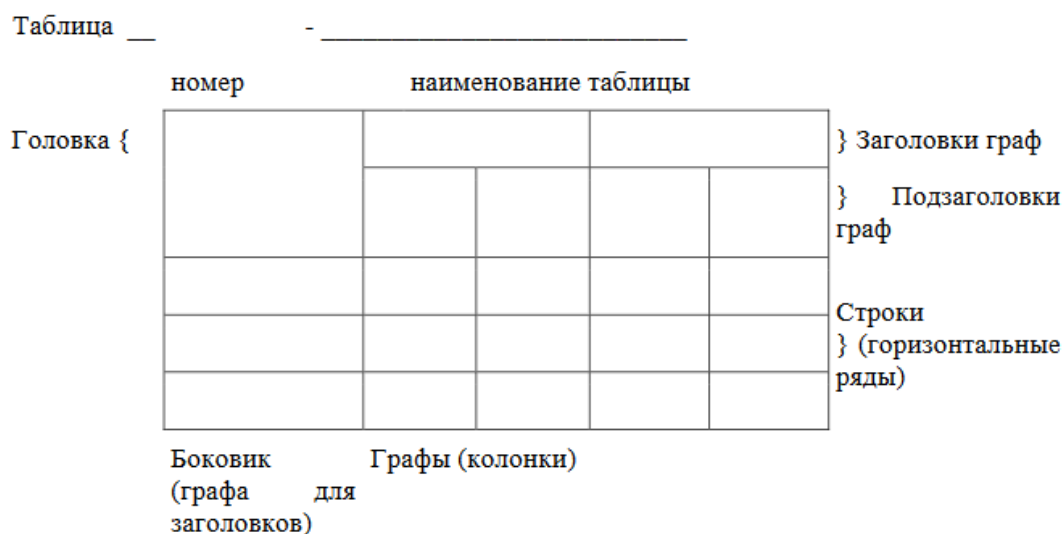 Таблица __ - __________________________
номер наименование таблицы
Головка {
} Заголовки граф
} Подзаголовки
граф
Строки
} (горизонтальные
ряды)
Боковик Графы (колонки)
(графа для
заголовков)